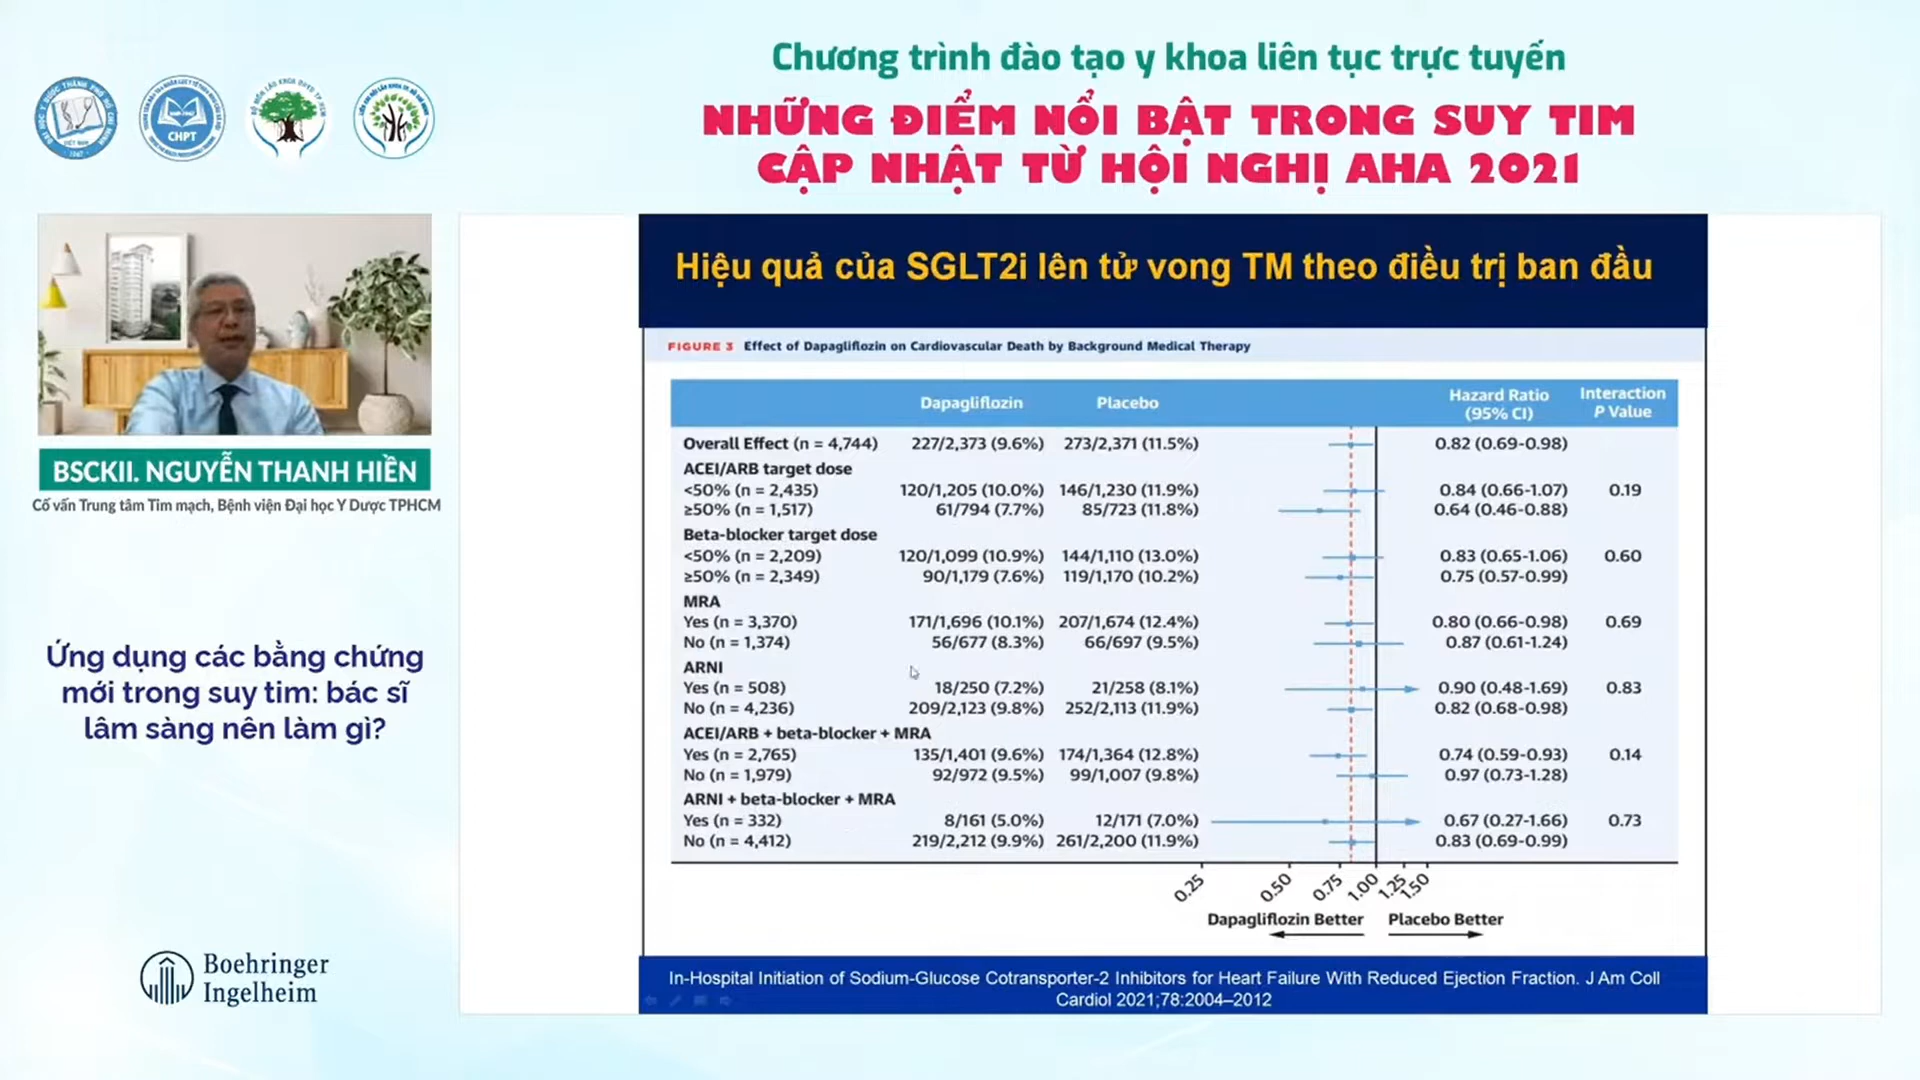 Chương trình đào tạo y khoa liên tục trực tuyến
NHỮNG ĐIỂM NỔI BẬT TRONG SUY TIM
CẬP NHẬT TỪ HỘI NGHỊ AHA 2021
CHPT
BSCKII. NGUYỄN THANH HIỀN
Cố vấn Trung tâm Tim mạch, Bệnh viện Đại học Y Dược TPHCM
Ứng dụng các bằng chứng
mới trong suy tim: bác sĩ
lâm sàng nên làm gì?
Boehringer
Ingelheim
Hiệu quả của SGLT2i lên tử vong TM theo điều trị ban đầu
FIGURE 3 Effect of Dapagliflozin on Cardiovascular Death by Background Medical Therapy
Dapagliflozin Placebo Hazard Ratio (95% CI) Interaction P Value
Overall Effect (n = 4,744) 227/2,373 (9.6%) 273/2,371 (11.5%) 0.82 (0.69-0.98)
ACEI/ARB target dose
<50% (n = 2,435) 120/1,205 (10.0%) 146/1,230 (11.9%) 0.84 (0.66-1.07) 0.19
≥50% (n = 1,517) 61/794 (7.7%) 85/723 (11.8%) 0.64 (0.46-0.88)
Beta-blocker target dose
<50% (n = 2,209) 120/1,099 (10.9%) 144/1,110 (13.0%) 0.83 (0.65-1.06) 0.60
≥50% (n = 2,349) 90/1,179 (7.6%) 119/1,170 (10.2%) 0.75 (0.57-0.99)
MRA
Yes (n = 3,370) 171/1,696 (10.1%) 207/1,674 (12.4%) 0.80 (0.66-0.98) 0.69
No (n = 1,374) 56/677 (8.3%) 66/697 (9.5%) 0.87 (0.61-1.24)
ARNI
Yes (n = 508) 18/250 (7.2%) 21/258 (8.1%) 0.90 (0.48-1.69) 0.83
No (n = 4,236) 209/2,123 (9.8%) 252/2,113 (11.9%) 0.82 (0.68-0.98)
ACEI/ARB + beta-blocker + MRA
Yes (n = 2,765) 135/1,401 (9.6%) 174/1,364 (12.8%) 0.74 (0.59-0.93) 0.14
No (n = 1,979) 92/972 (9.5%) 99/1,007 (9.8%) 0.97 (0.73-1.28)
ARNI + beta-blocker + MRA
Yes (n = 332) 8/161 (5.0%) 12/171 (7.0%) 0.67 (0.27-1.66) 0.73
No (n = 4,412) 219/2,212 (9.9%) 261/2,200 (11.9%) 0.83 (0.69-0.99)
0.25 0.50 0.75 1.00 1.25 1.50
Dapagliflozin Better Placebo Better
In-Hospital Initiation of Sodium-Glucose Cotransporter-2 Inhibitors for Heart Failure With Reduced Ejection Fraction. J Am Coll
Cardiol 2021;78:2004–2012